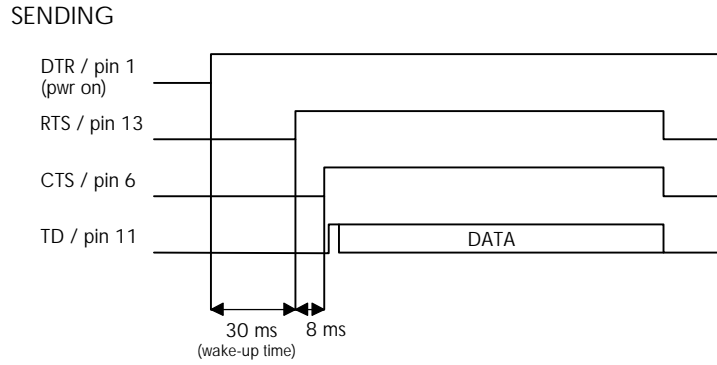 SENDING
DTR / pin 1
(pwr on)
RTS / pin 13
CTS / pin 6
TD / pin 11
DATA
30 ms
8 ms
(wake-up time)